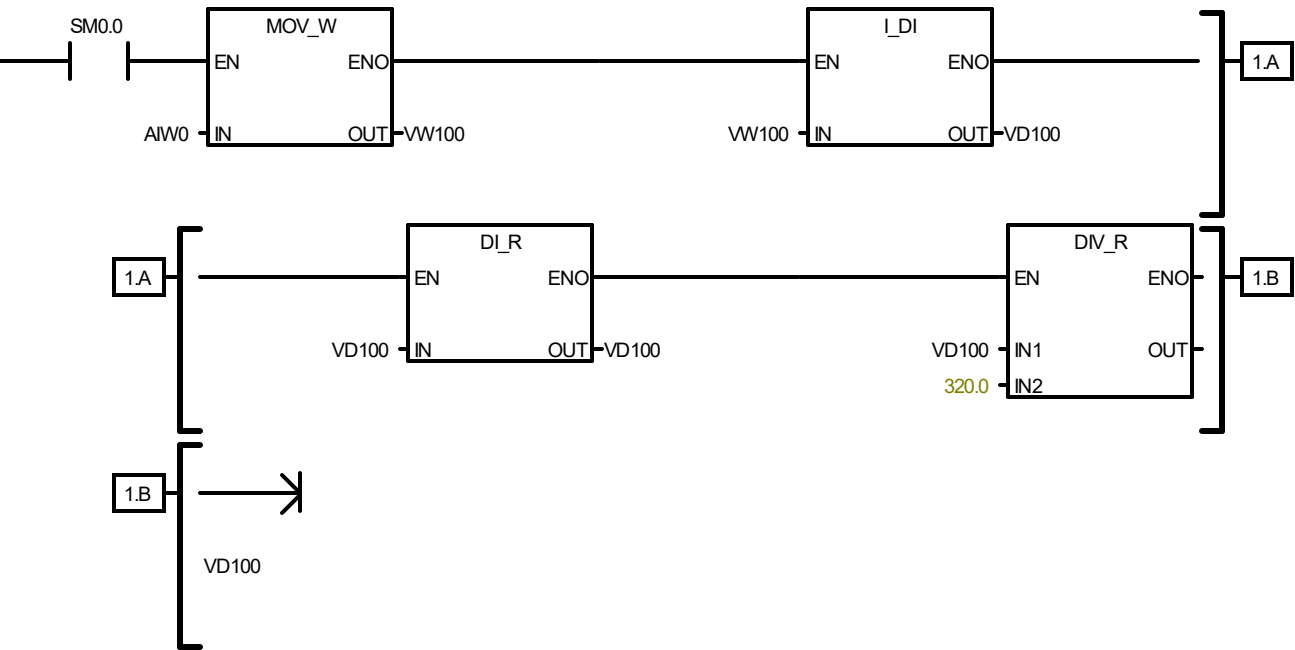 SM0.0 MOV_W I_DI
EN ENO EN ENO 1.A
AIW0 IN OUT VW100 VW100 IN OUT VD100
DI_R DIV_R
1.A EN ENO EN ENO 1.B
VD100 IN OUT VD100 VD100 IN1 OUT
320.0 IN2
1.B
VD100